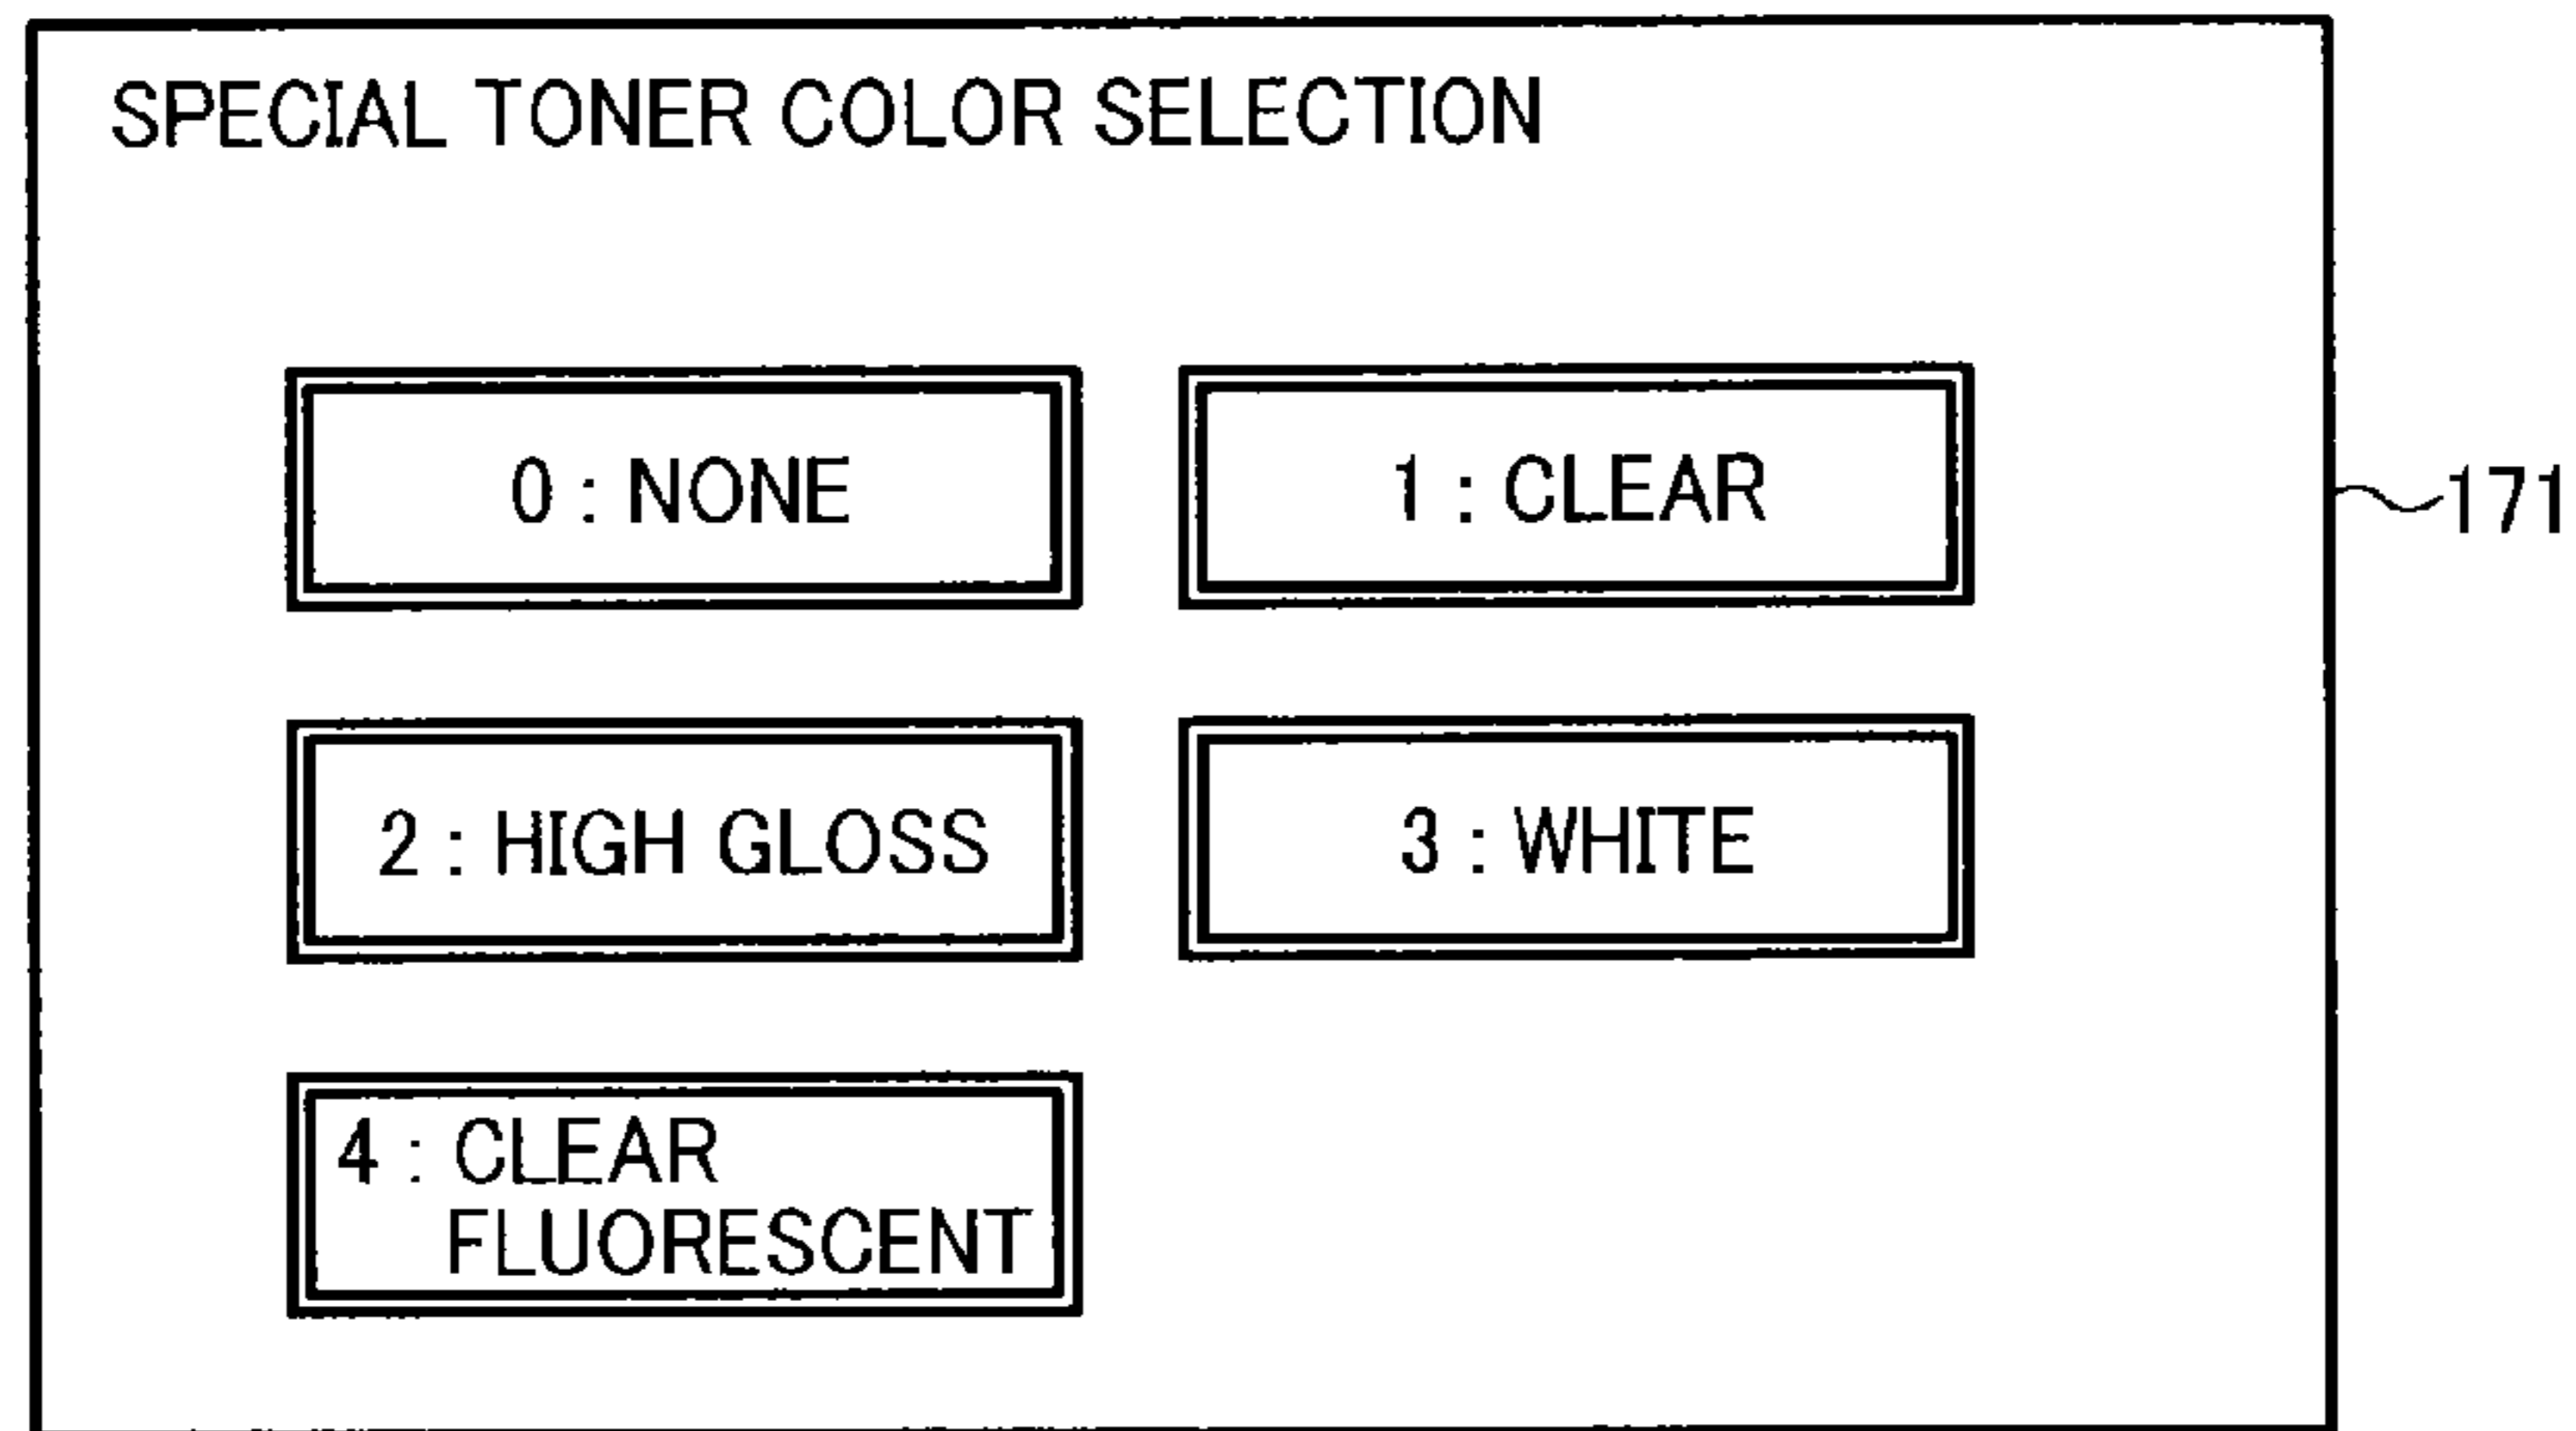 SPECIAL TONER COLOR SELECTION
0 : NONE
1 : CLEAR
171
2 : HIGH GLOSS
3 : WHITE
4 : CLEAR
FLUORESCENT